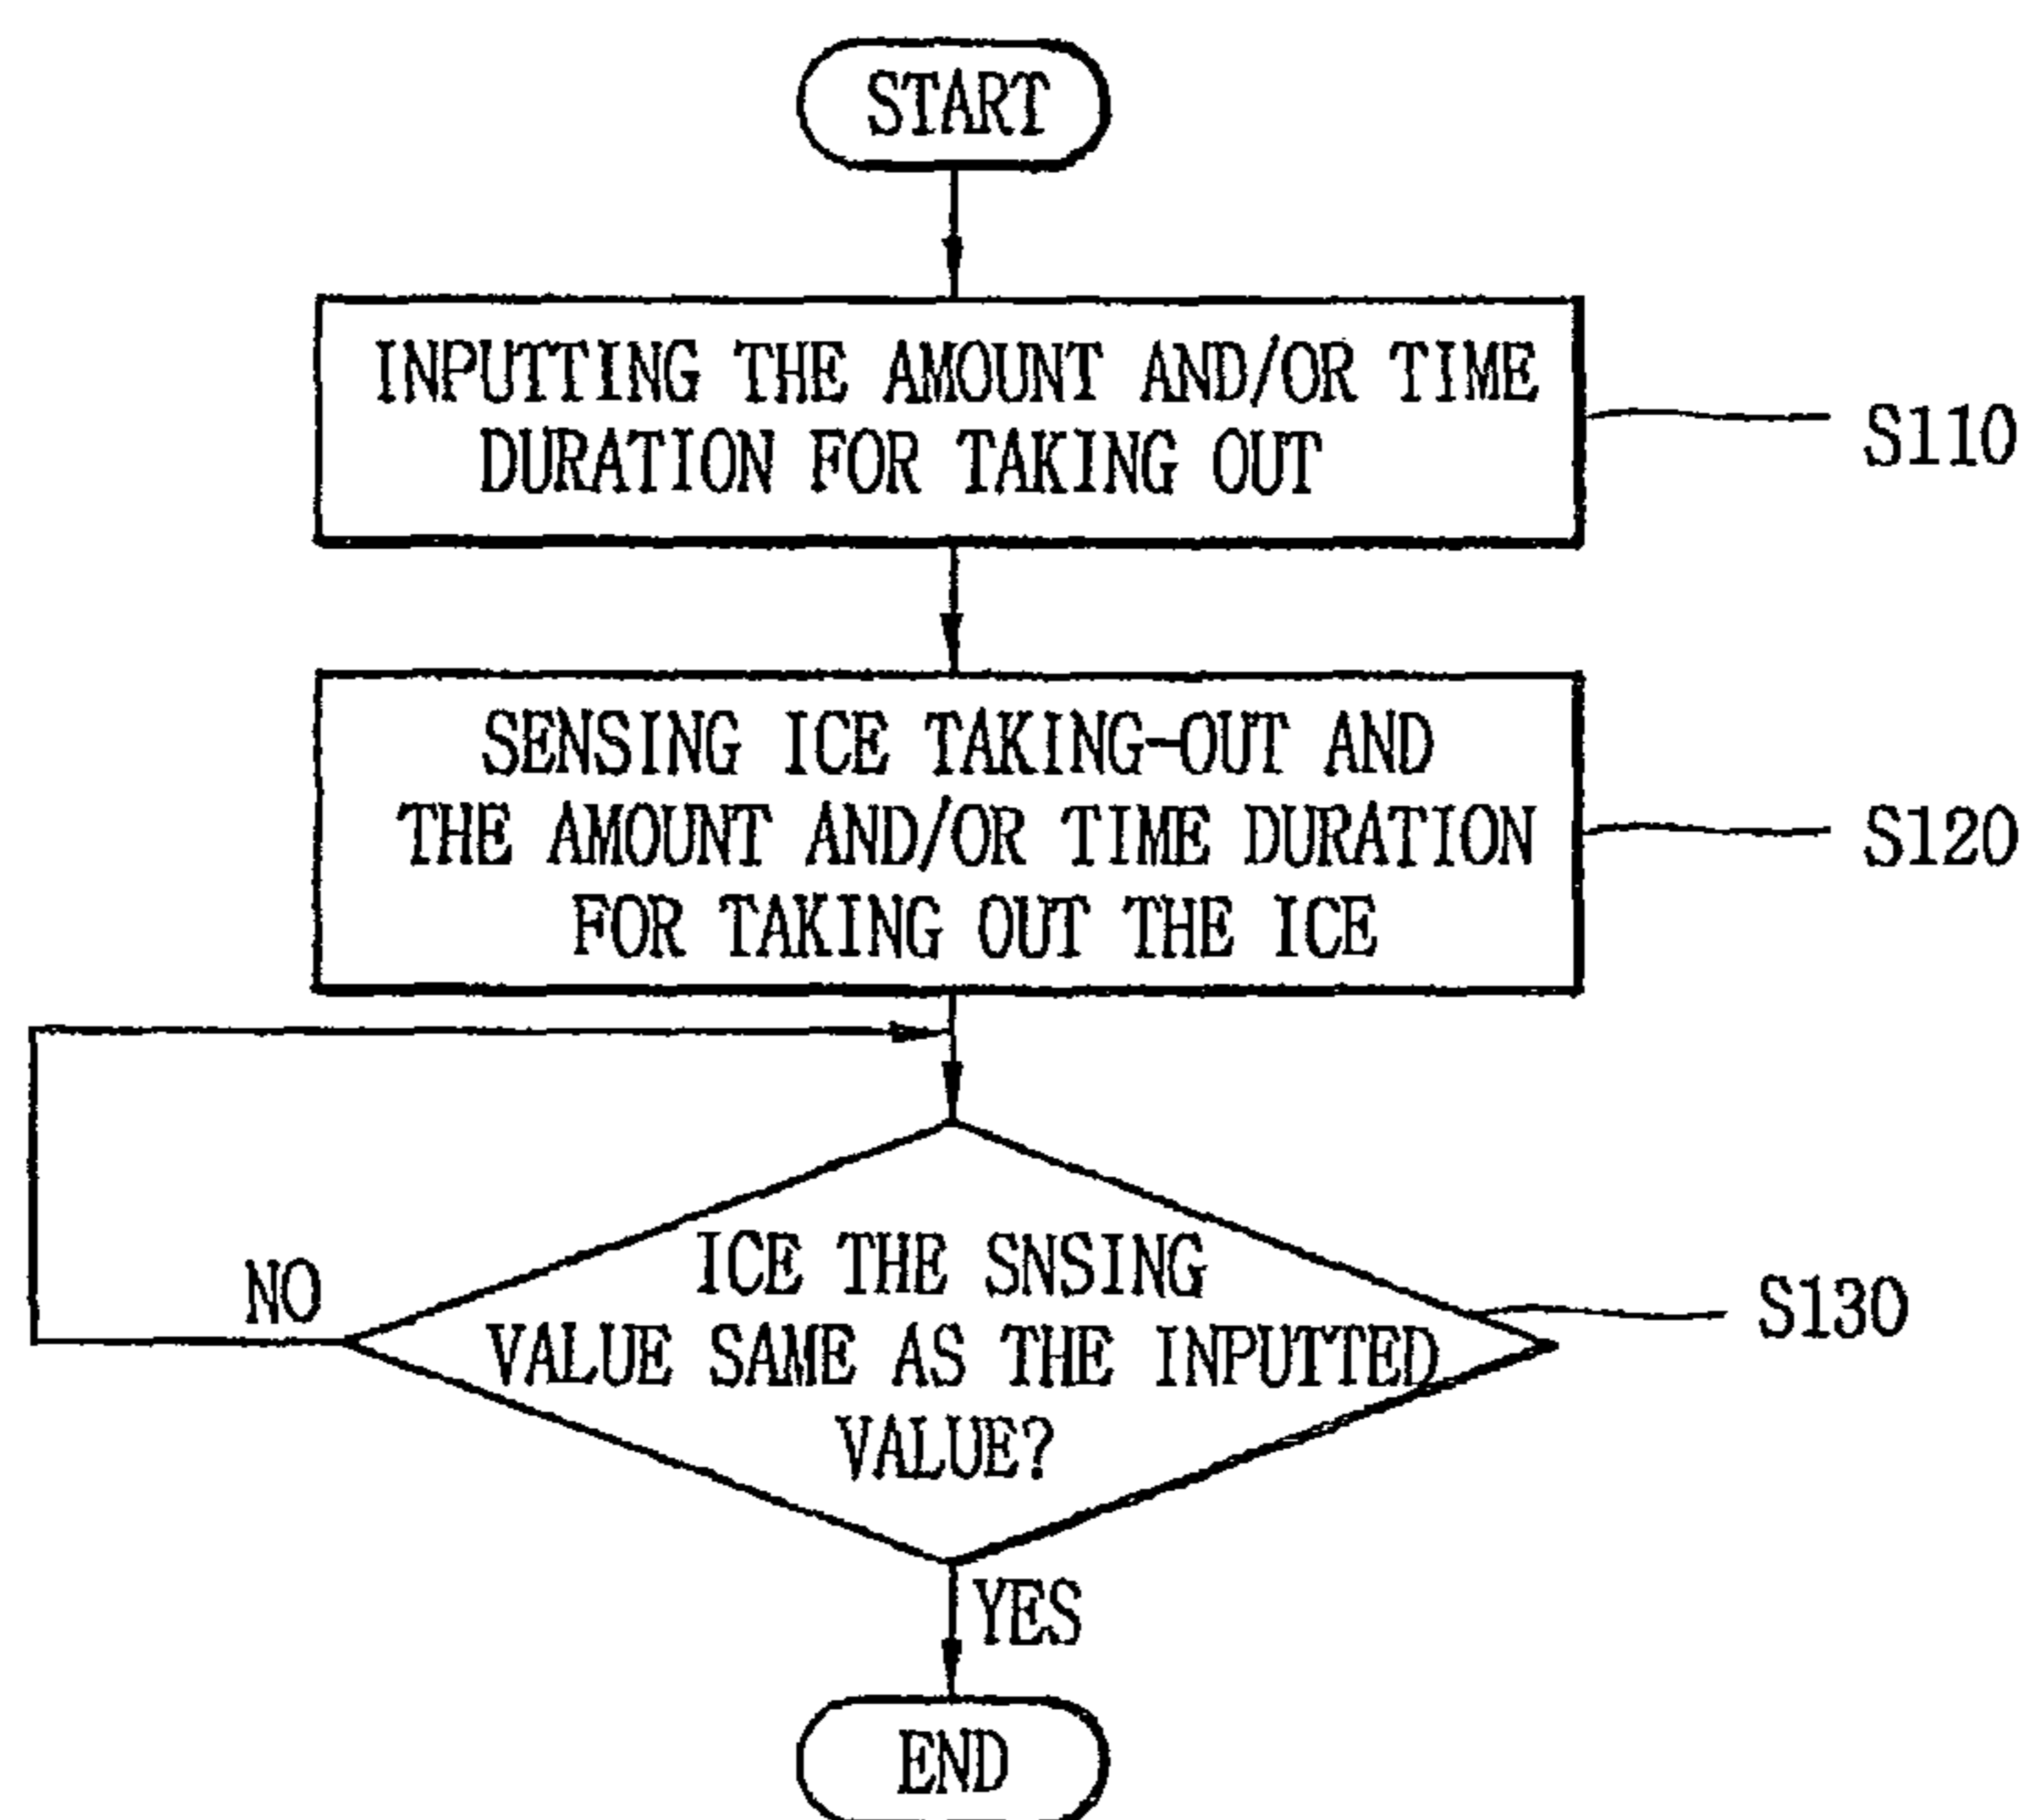 START
INPUTTING THE AMOUNT AND/OR TIME
DURATION FOR TAKING OUT
S110
SENSING ICE TAKING-OUT AND
THE AMOUNT AND/OR TIME DURATION
FOR TAKING OUT THE ICE
S120
ICE THE SNSING
VALUE SAME AS THE INPUTTED
VALUE?
S130
NO
YES
END